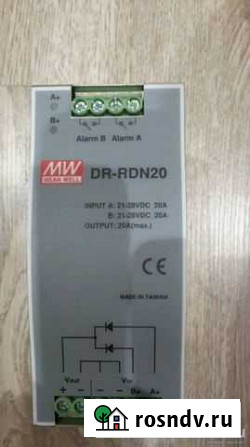 A+
B+
Alarm B Alarm A
MW
MEAN WELL
DR-RDN20
INPUT A: 21-28VDC 20A
B: 21-28VDC 20A
OUTPUT: 20A(max.)
CE
MADE IN TAIWAN
Vout Vin
+ - - B+ A+
rosndv.ru